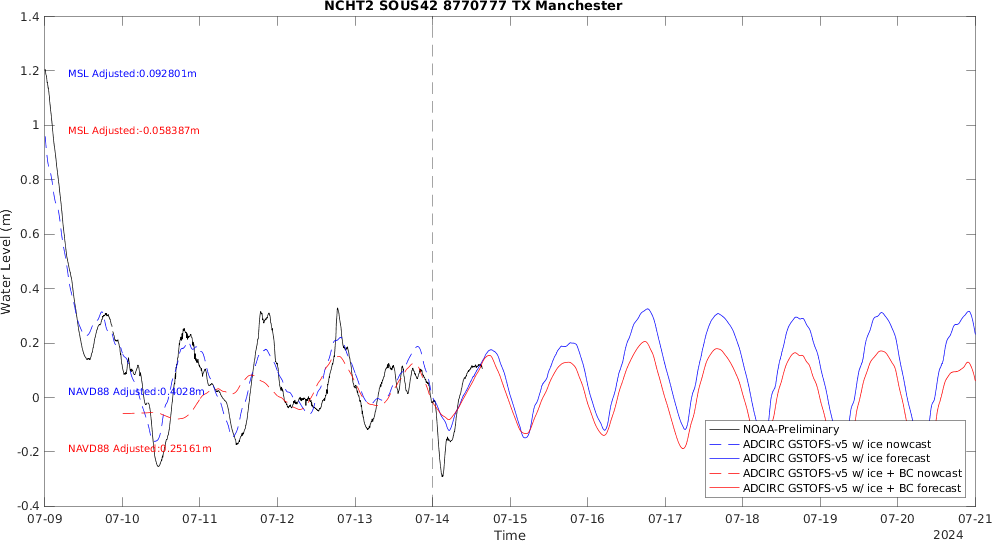 NCHT2 SOUS42 8770777 TX Manchester
1.4
1.2
1
0.8
0.6
0.4
0.2
0
-0.2
-0.4
Water Level (m)
MSL Adjusted:0.092801m
MSL Adjusted:-0.058387m
NAVD88 Adjusted:0.4028m
NAVD88 Adjusted:0.25161m
NOAA-Preliminary
ADCIRC GSTOFS-v5 w/ ice nowcast
ADCIRC GSTOFS-v5 w/ ice forecast
ADCIRC GSTOFS-v5 w/ ice + BC nowcast
ADCIRC GSTOFS-v5 w/ ice + BC forecast
07-09 07-10 07-11 07-12 07-13 07-14 07-15 07-16 07-17 07-18 07-19 07-20 07-21
Time
2024